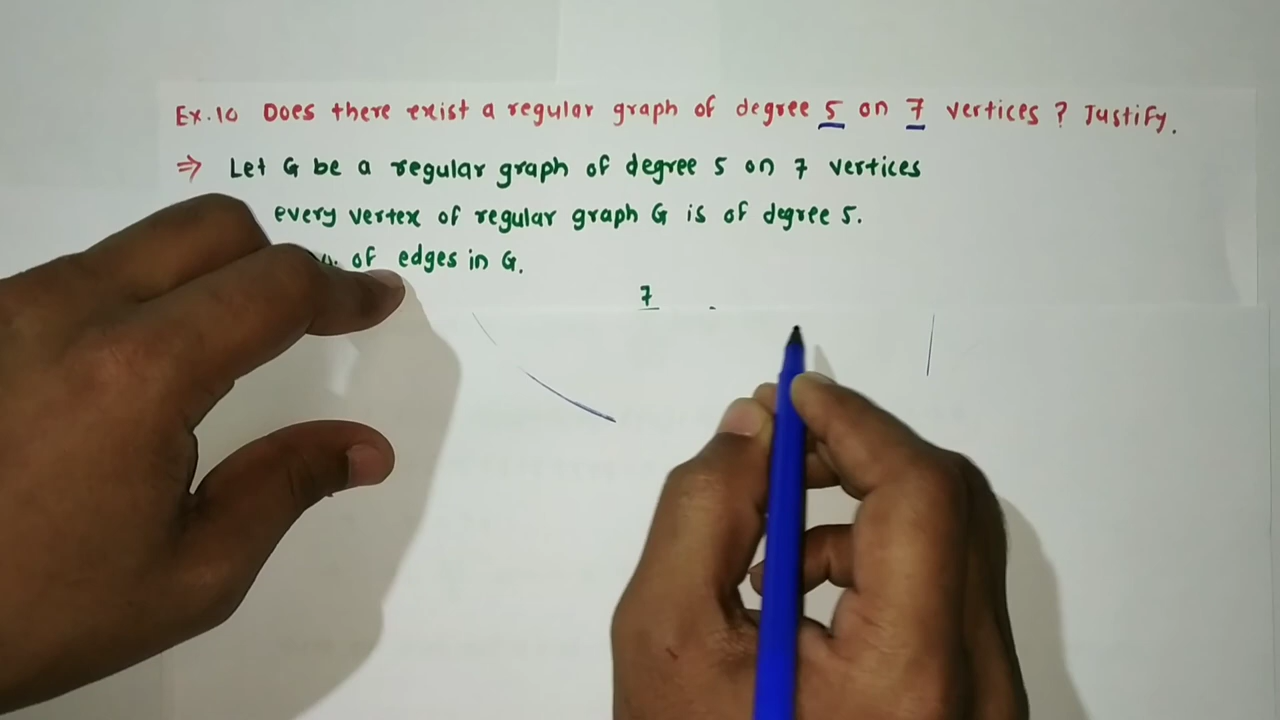 Ex.10 Does there exist a regular graph of degree 5 on 7 vertices ? Justify.
⇒ Let G be a regular graph of degree 5 on 7 vertices
every vertex of regular graph G is of degree 5.
of edges in G.
7